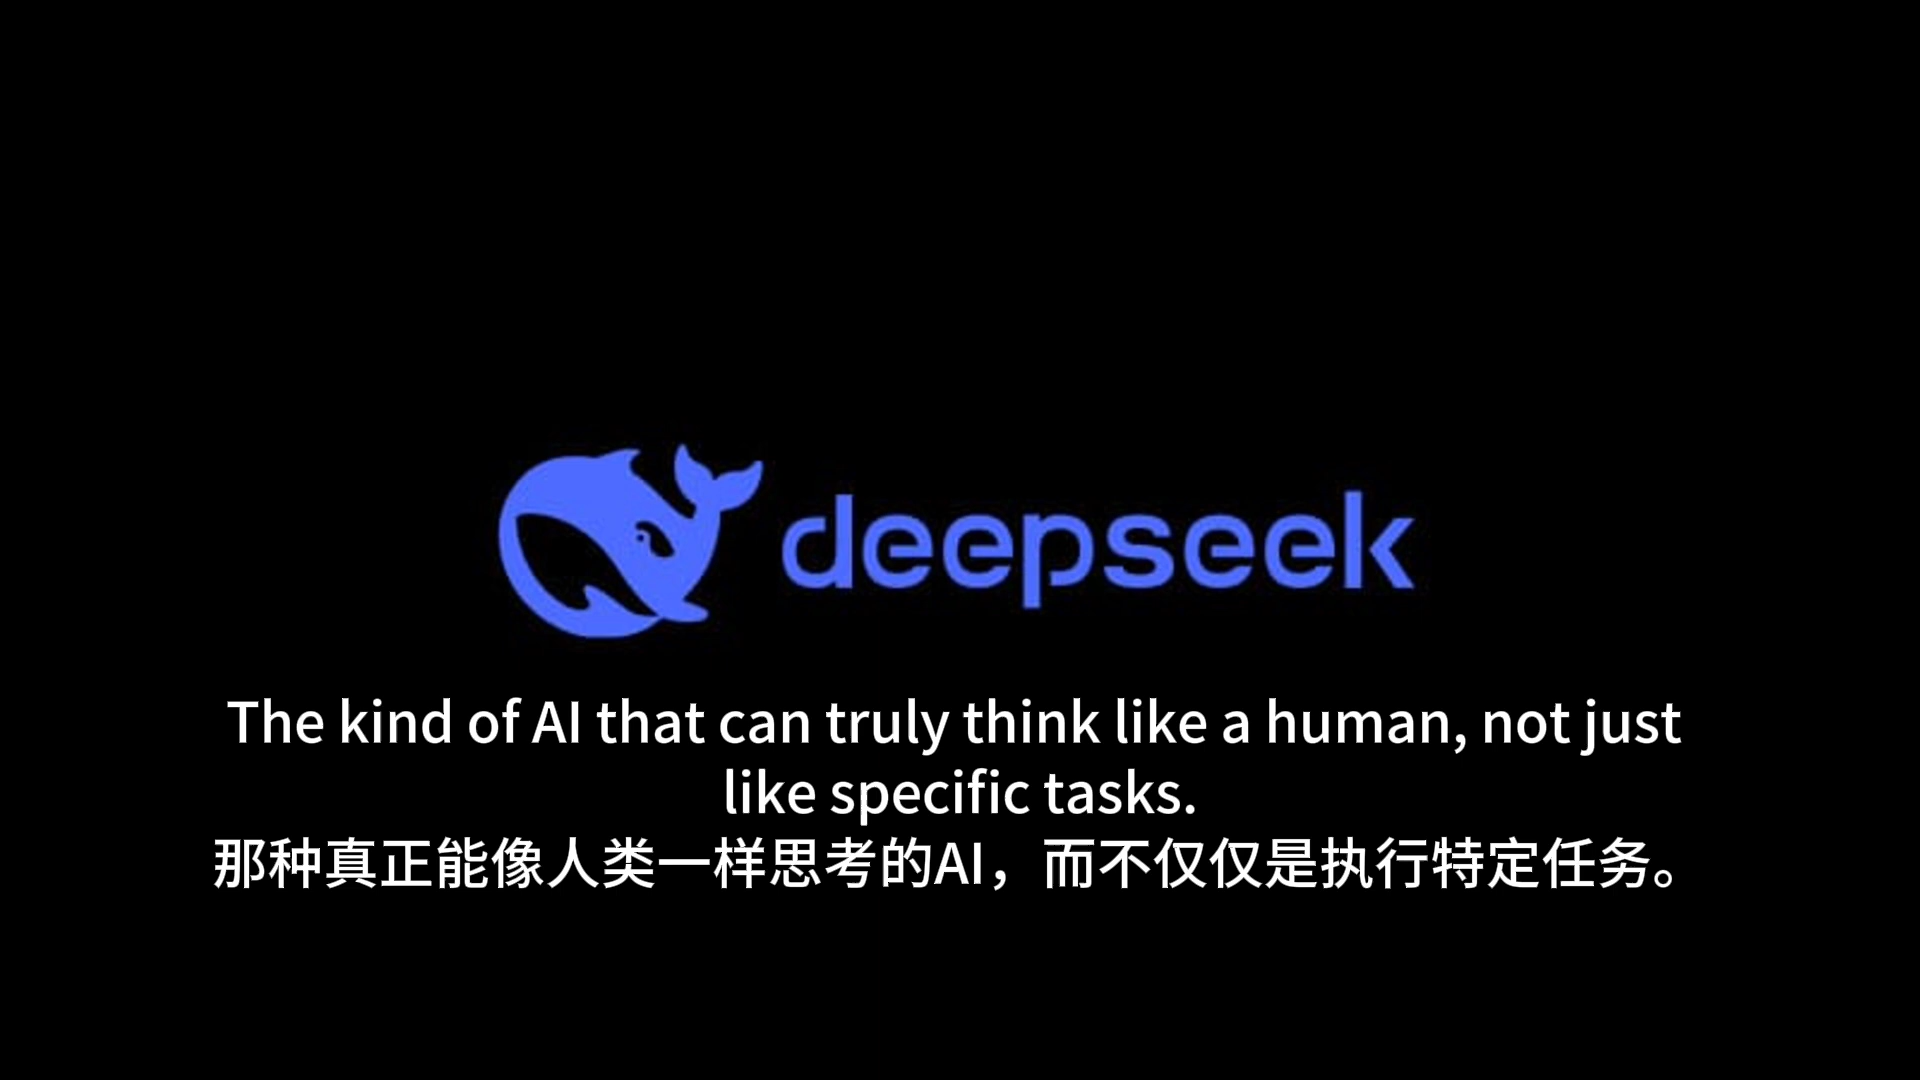 deepseek
The kind of AI that can truly think like a human, not just
like specific tasks.
那种真正能像人类一样思考的AI，而不仅仅是执行特定任务。